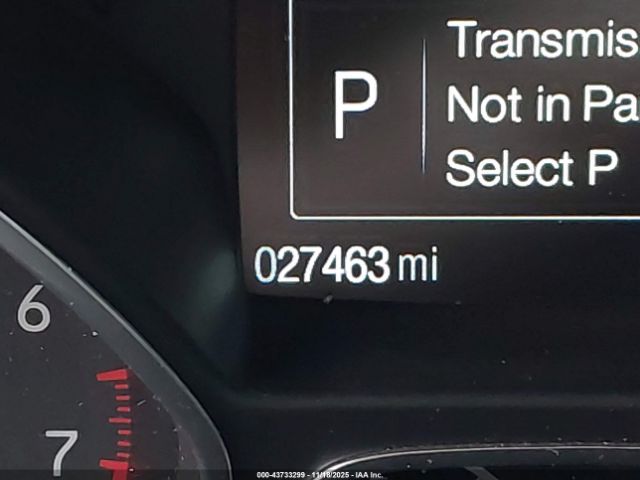 Transmis
P
Not in Pa
Select P
027463 mi
6
7
000-43733299 - 11/18/2025 - IAA Inc.